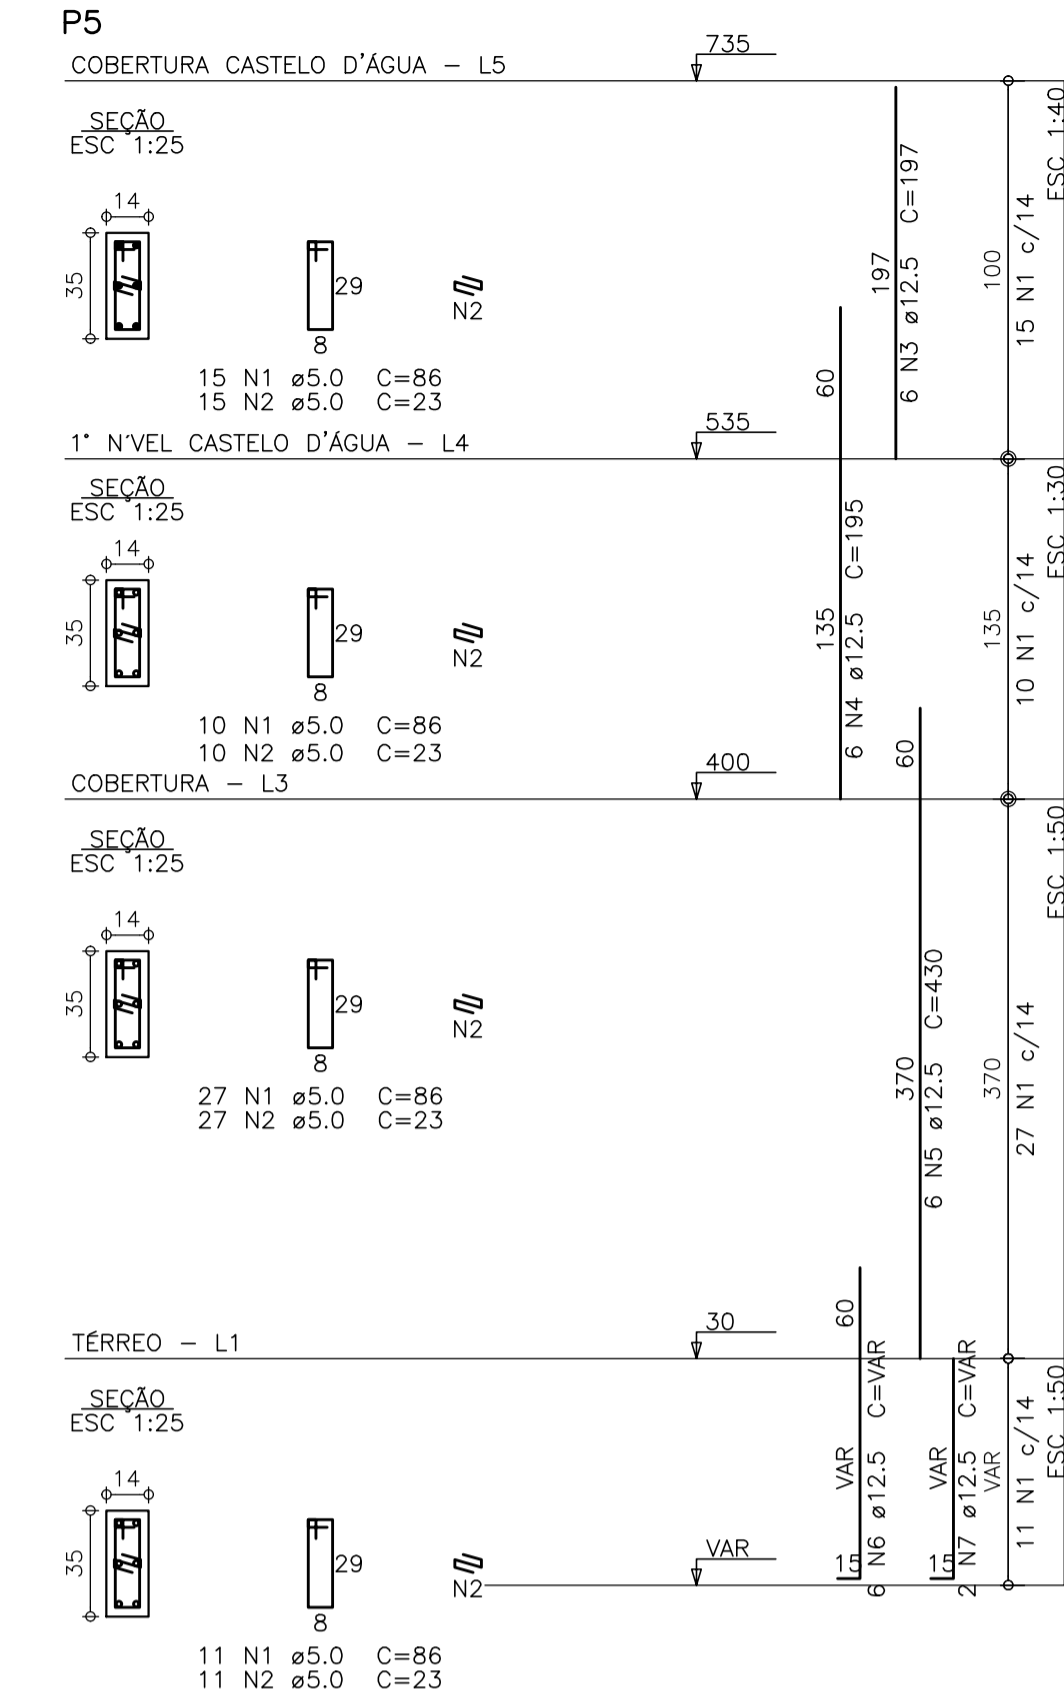 P5
COBERTURA CASTELO D'ÁGUA – L5
735
SEÇÃO
ESC 1:25
14
35
29
8
N2
15 N1 ø5.0 C=86
15 N2 ø5.0 C=23
60
197
6 N3 ø12.5 C=197
100
15 N1 c/14
ESC 1:40
1° N´VEL CASTELO D'ÁGUA – L4
535
SEÇÃO
ESC 1:25
14
35
29
8
N2
10 N1 ø5.0 C=86
10 N2 ø5.0 C=23
135
6 N4 ø12.5 C=195
60
135
10 N1 c/14
ESC 1:30
COBERTURA – L3
400
SEÇÃO
ESC 1:25
14
35
29
8
N2
27 N1 ø5.0 C=86
27 N2 ø5.0 C=23
60
370
6 N5 ø12.5 C=430
370
27 N1 c/14
ESC 1:50
TÉRREO – L1
30
SEÇÃO
ESC 1:25
14
35
29
8
N2
11 N1 ø5.0 C=86
11 N2 ø5.0 C=23
VAR
VAR
15
6 N6 ø12.5 C=VAR
VAR
15
2 N7 ø12.5 C=VAR
VAR
11 N1 c/14
ESC 1:50